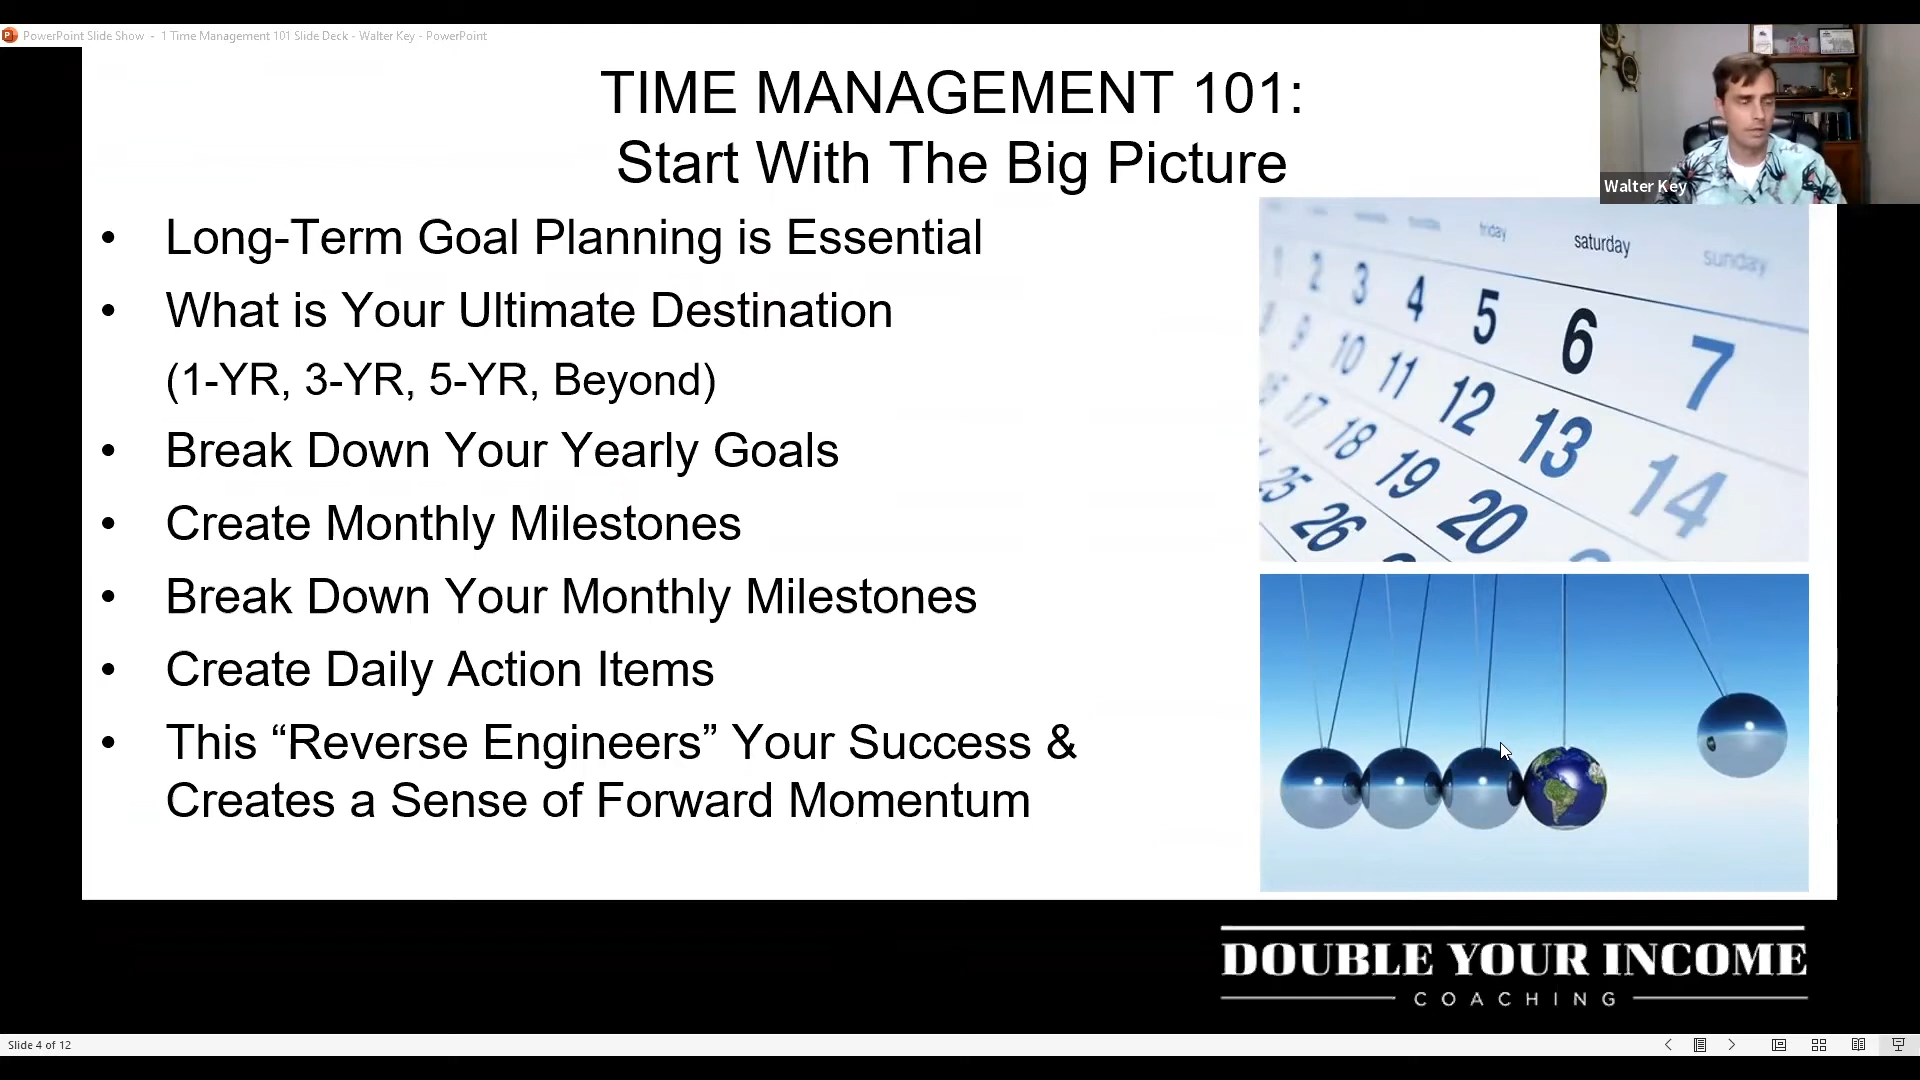 PowerPoint Slide Show - 1 Time Management 101 Slide Deck - Walter Key - PowerPoint
TIME MANAGEMENT 101:
Start With The Big Picture
Walter Key
• Long-Term Goal Planning is Essential
• What is Your Ultimate Destination
(1-YR, 3-YR, 5-YR, Beyond)
• Break Down Your Yearly Goals
• Create Monthly Milestones
• Break Down Your Monthly Milestones
• Create Daily Action Items
• This “Reverse Engineers” Your Success &
Creates a Sense of Forward Momentum
friday saturday sunday
1 2 3 4 5 6 7
9 10 11 12 13 14
17 18 19 20
25 26
DOUBLE YOUR INCOME
COACHING
Slide 4 of 12